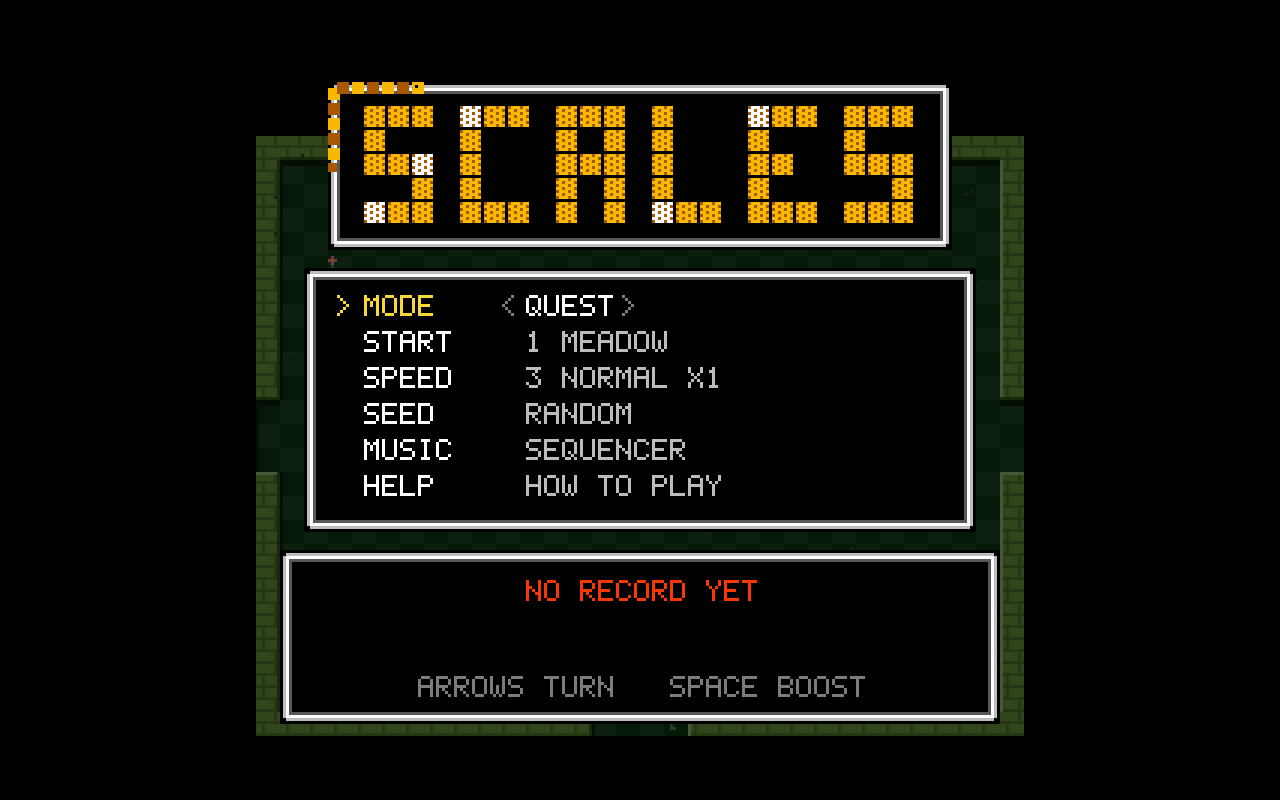 SCALES
> MODE < QUEST >
START 1 MEADOW
SPEED 3 NORMAL X1
SEED RANDOM
MUSIC SEQUENCER
HELP HOW TO PLAY
NO RECORD YET
ARROWS TURN SPACE BOOST